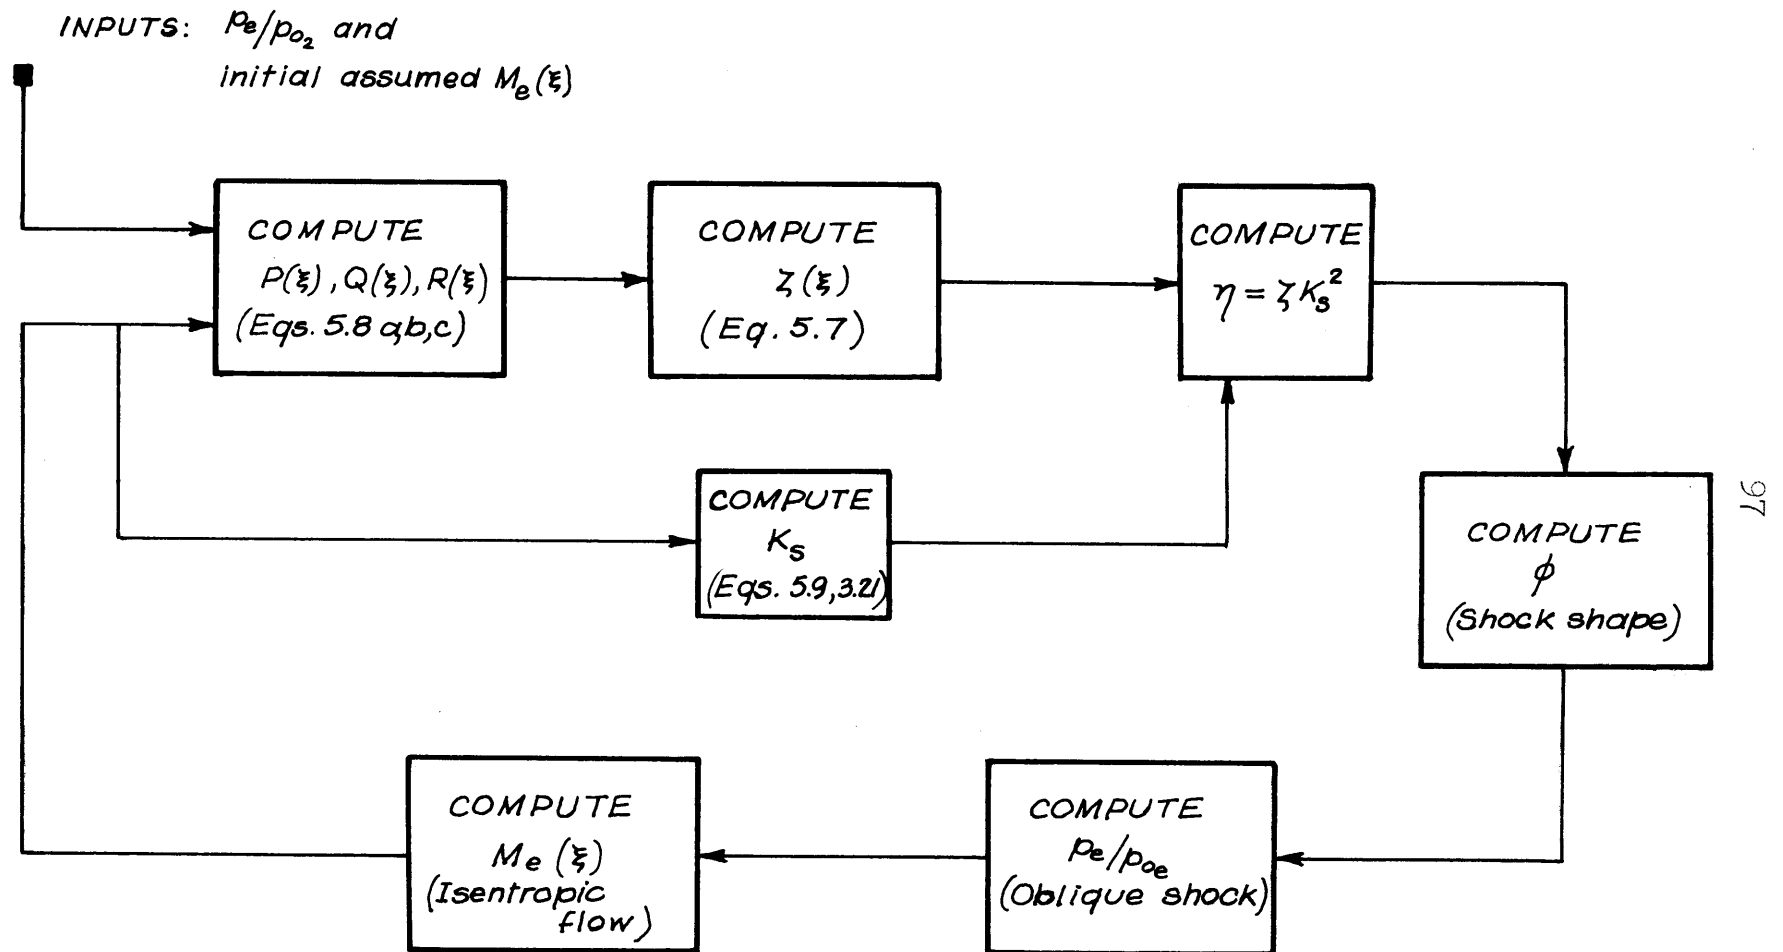 INPUTS: pe/po₂ and
initial assumed Mₑ(ξ)
COMPUTE
P(ξ), Q(ξ), R(ξ)
(Eqs. 5.8 a,b,c)
COMPUTE
ζ(ξ)
(Eq. 5.7)
COMPUTE
η = ζKₛ²
COMPUTE
Kₛ
(Eqs. 5.9, 3.21)
COMPUTE
φ
(Shock shape)
97
COMPUTE
pe/poₑ
(Oblique shock)
COMPUTE
Mₑ(ξ)
(Isentropic
flow)